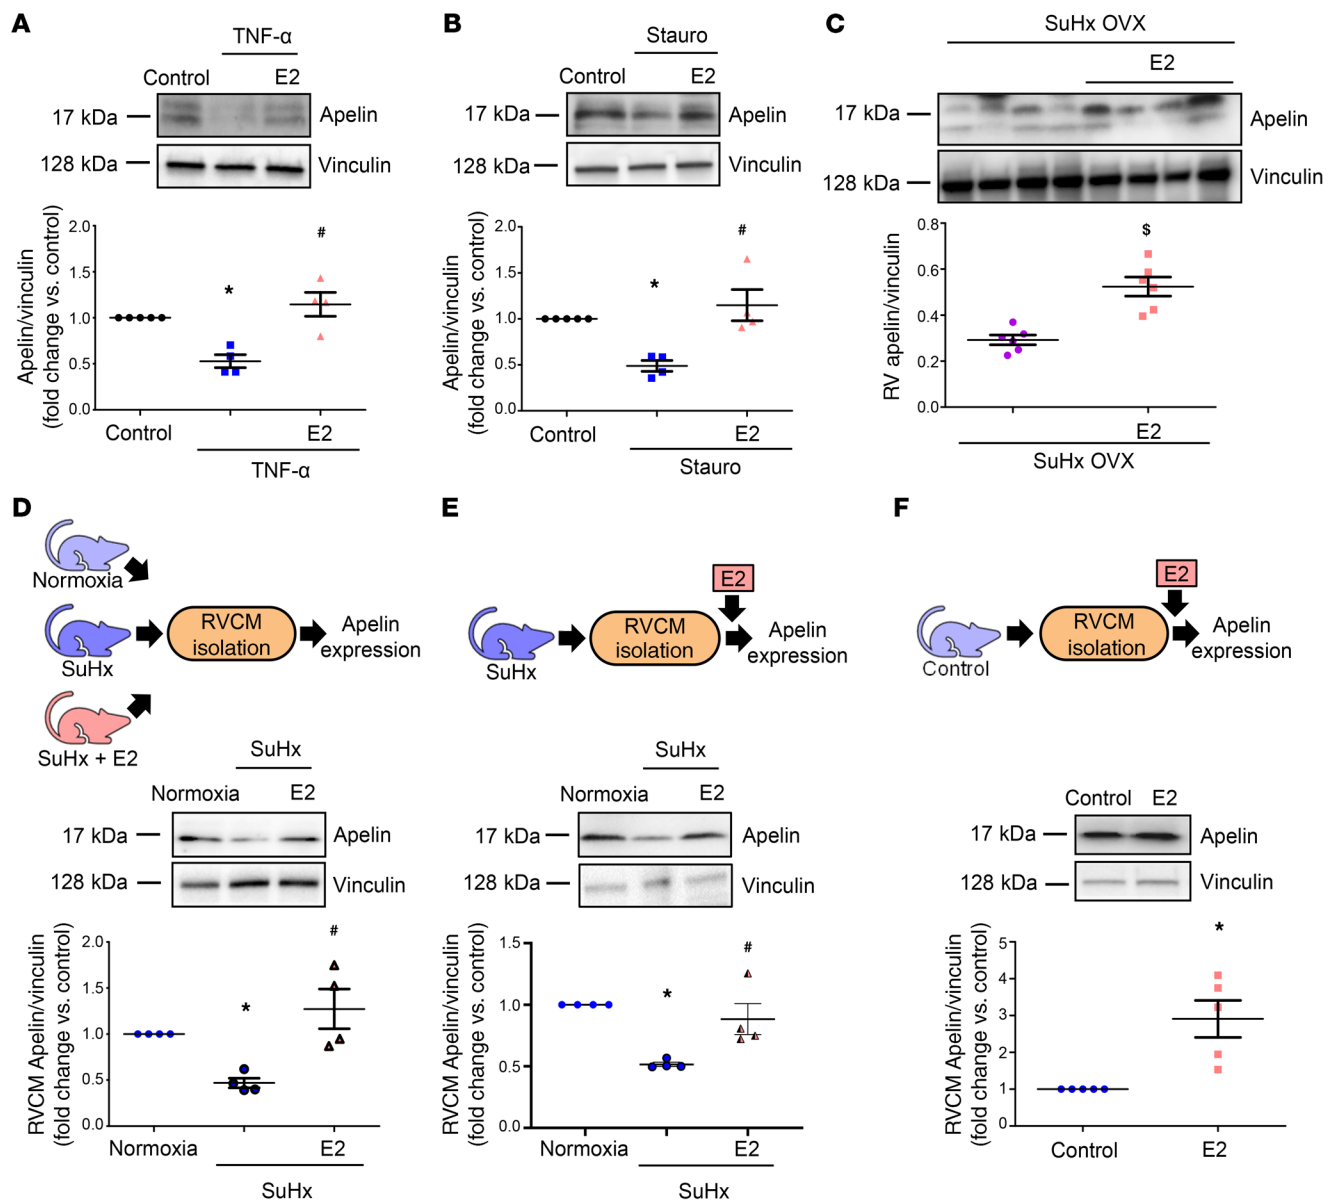 A
TNF-α
Control
E2
17 kDa
Apelin
128 kDa
Vinculin
Apelin/vinculin
(fold change vs. control)
2.0
1.5
1.0
0.5
0.0
*
#
Control
E2
TNF-α
B
Stauro
Control
E2
17 kDa
Apelin
128 kDa
Vinculin
Apelin/vinculin
(fold change vs. control)
2.0
1.5
1.0
0.5
0.0
*
#
Control
E2
Stauro
C
SuHx OVX
E2
17 kDa
Apelin
128 kDa
Vinculin
RV apelin/vinculin
0.8
0.6
0.4
0.2
0.0
$
E2
SuHx OVX
D
Normoxia
SuHx
SuHx + E2
RVCM
isolation
Apelin
expression
SuHx
Normoxia
E2
17 kDa
Apelin
128 kDa
Vinculin
RVCM Apelin/vinculin
(fold change vs. control)
2.0
1.5
1.0
0.5
0.0
*
#
Normoxia
E2
SuHx
E
E2
SuHx
RVCM
isolation
Apelin
expression
SuHx
Normoxia
E2
17 kDa
Apelin
128 kDa
Vinculin
RVCM Apelin/vinculin
(fold change vs. control)
1.5
1.0
0.5
0.0
*
#
Normoxia
E2
SuHx
F
E2
Control
RVCM
isolation
Apelin
expression
Control
E2
17 kDa
Apelin
128 kDa
Vinculin
RVCM Apelin/vinculin
(fold change vs. control)
5
4
3
2
1
0
*
Control
E2